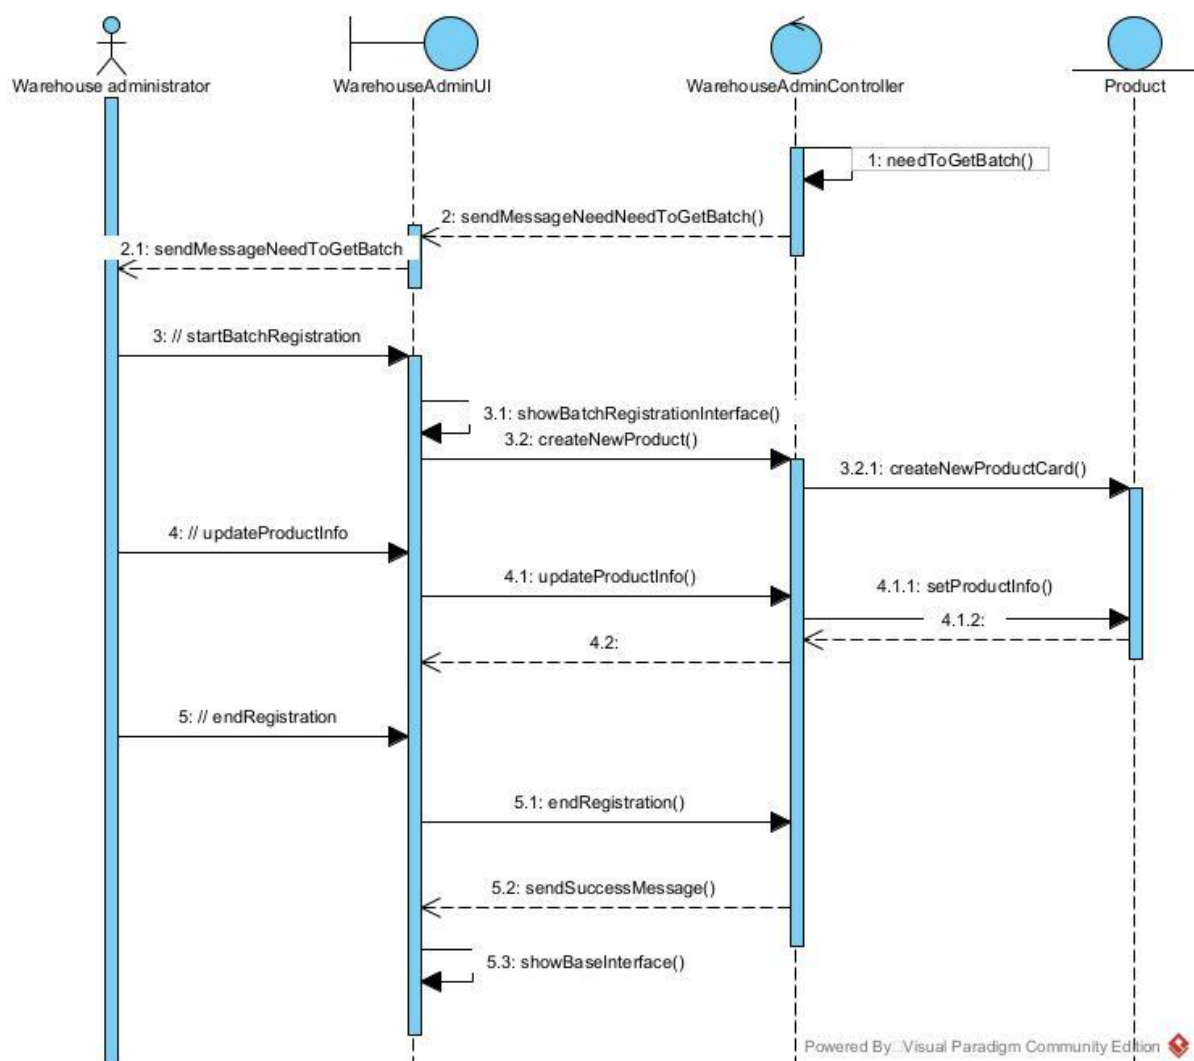 Warehouse administrator
WarehouseAdminUI
WarehouseAdminController
Product
1: needToGetBatch()
2: sendMessageNeedNeedToGetBatch()
2.1: sendMessageNeedToGetBatch
3: // startBatchRegistration
3.1: showBatchRegistrationInterface()
3.2: createNewProduct()
3.2.1: createNewProductCard()
4: // updateProductInfo
4.1: updateProductInfo()
4.1.1: setProductInfo()
4.1.2:
4.2:
5: // endRegistration
5.1: endRegistration()
5.2: sendSuccessMessage()
5.3: showBaseInterface()
Powered By Visual Paradigm Community Edition